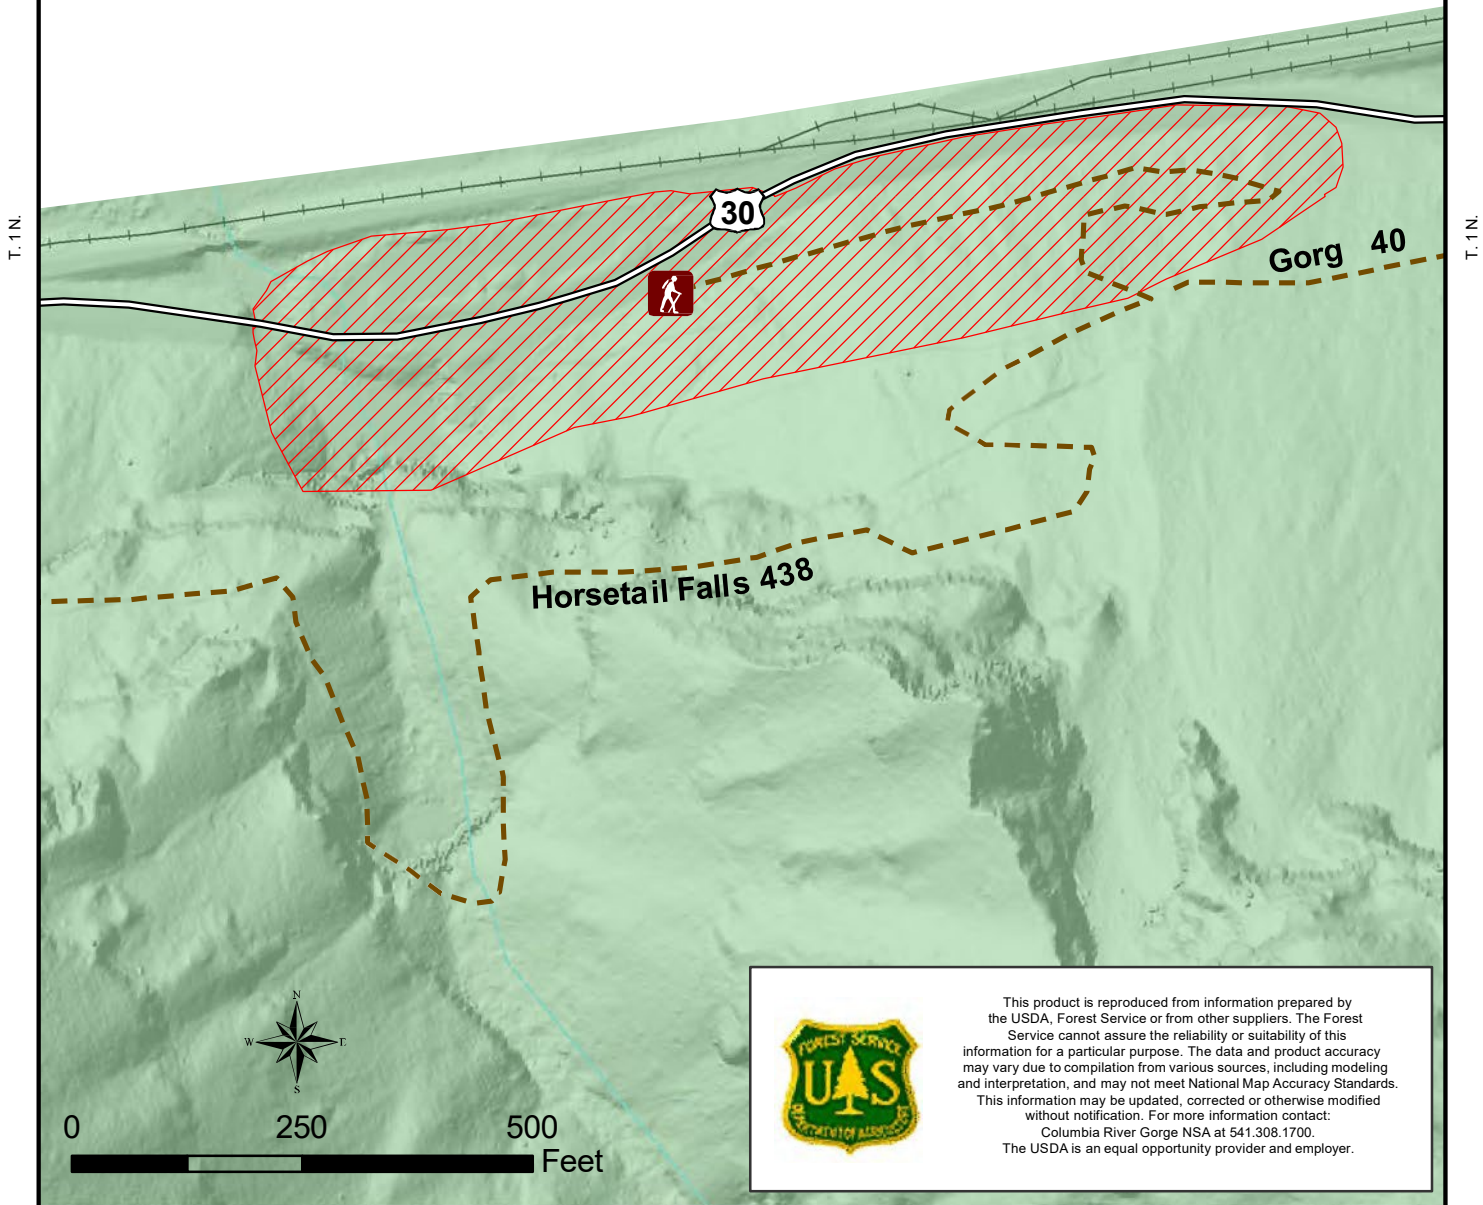 T. 1 N.
T. 1 N.
30
Gorg 40
Horsetail Falls 438
N
W E
S
0 250 500
Feet
FOREST SERVICE
U S
DEPARTMENT OF AGRICULTURE
This product is reproduced from information prepared by
the USDA, Forest Service or from other suppliers. The Forest
Service cannot assure the reliability or suitability of this
information for a particular purpose. The data and product accuracy
may vary due to compilation from various sources, including modeling
and interpretation, and may not meet National Map Accuracy Standards.
This information may be updated, corrected or otherwise modified
without notification. For more information contact:
Columbia River Gorge NSA at 541.308.1700.
The USDA is an equal opportunity provider and employer.